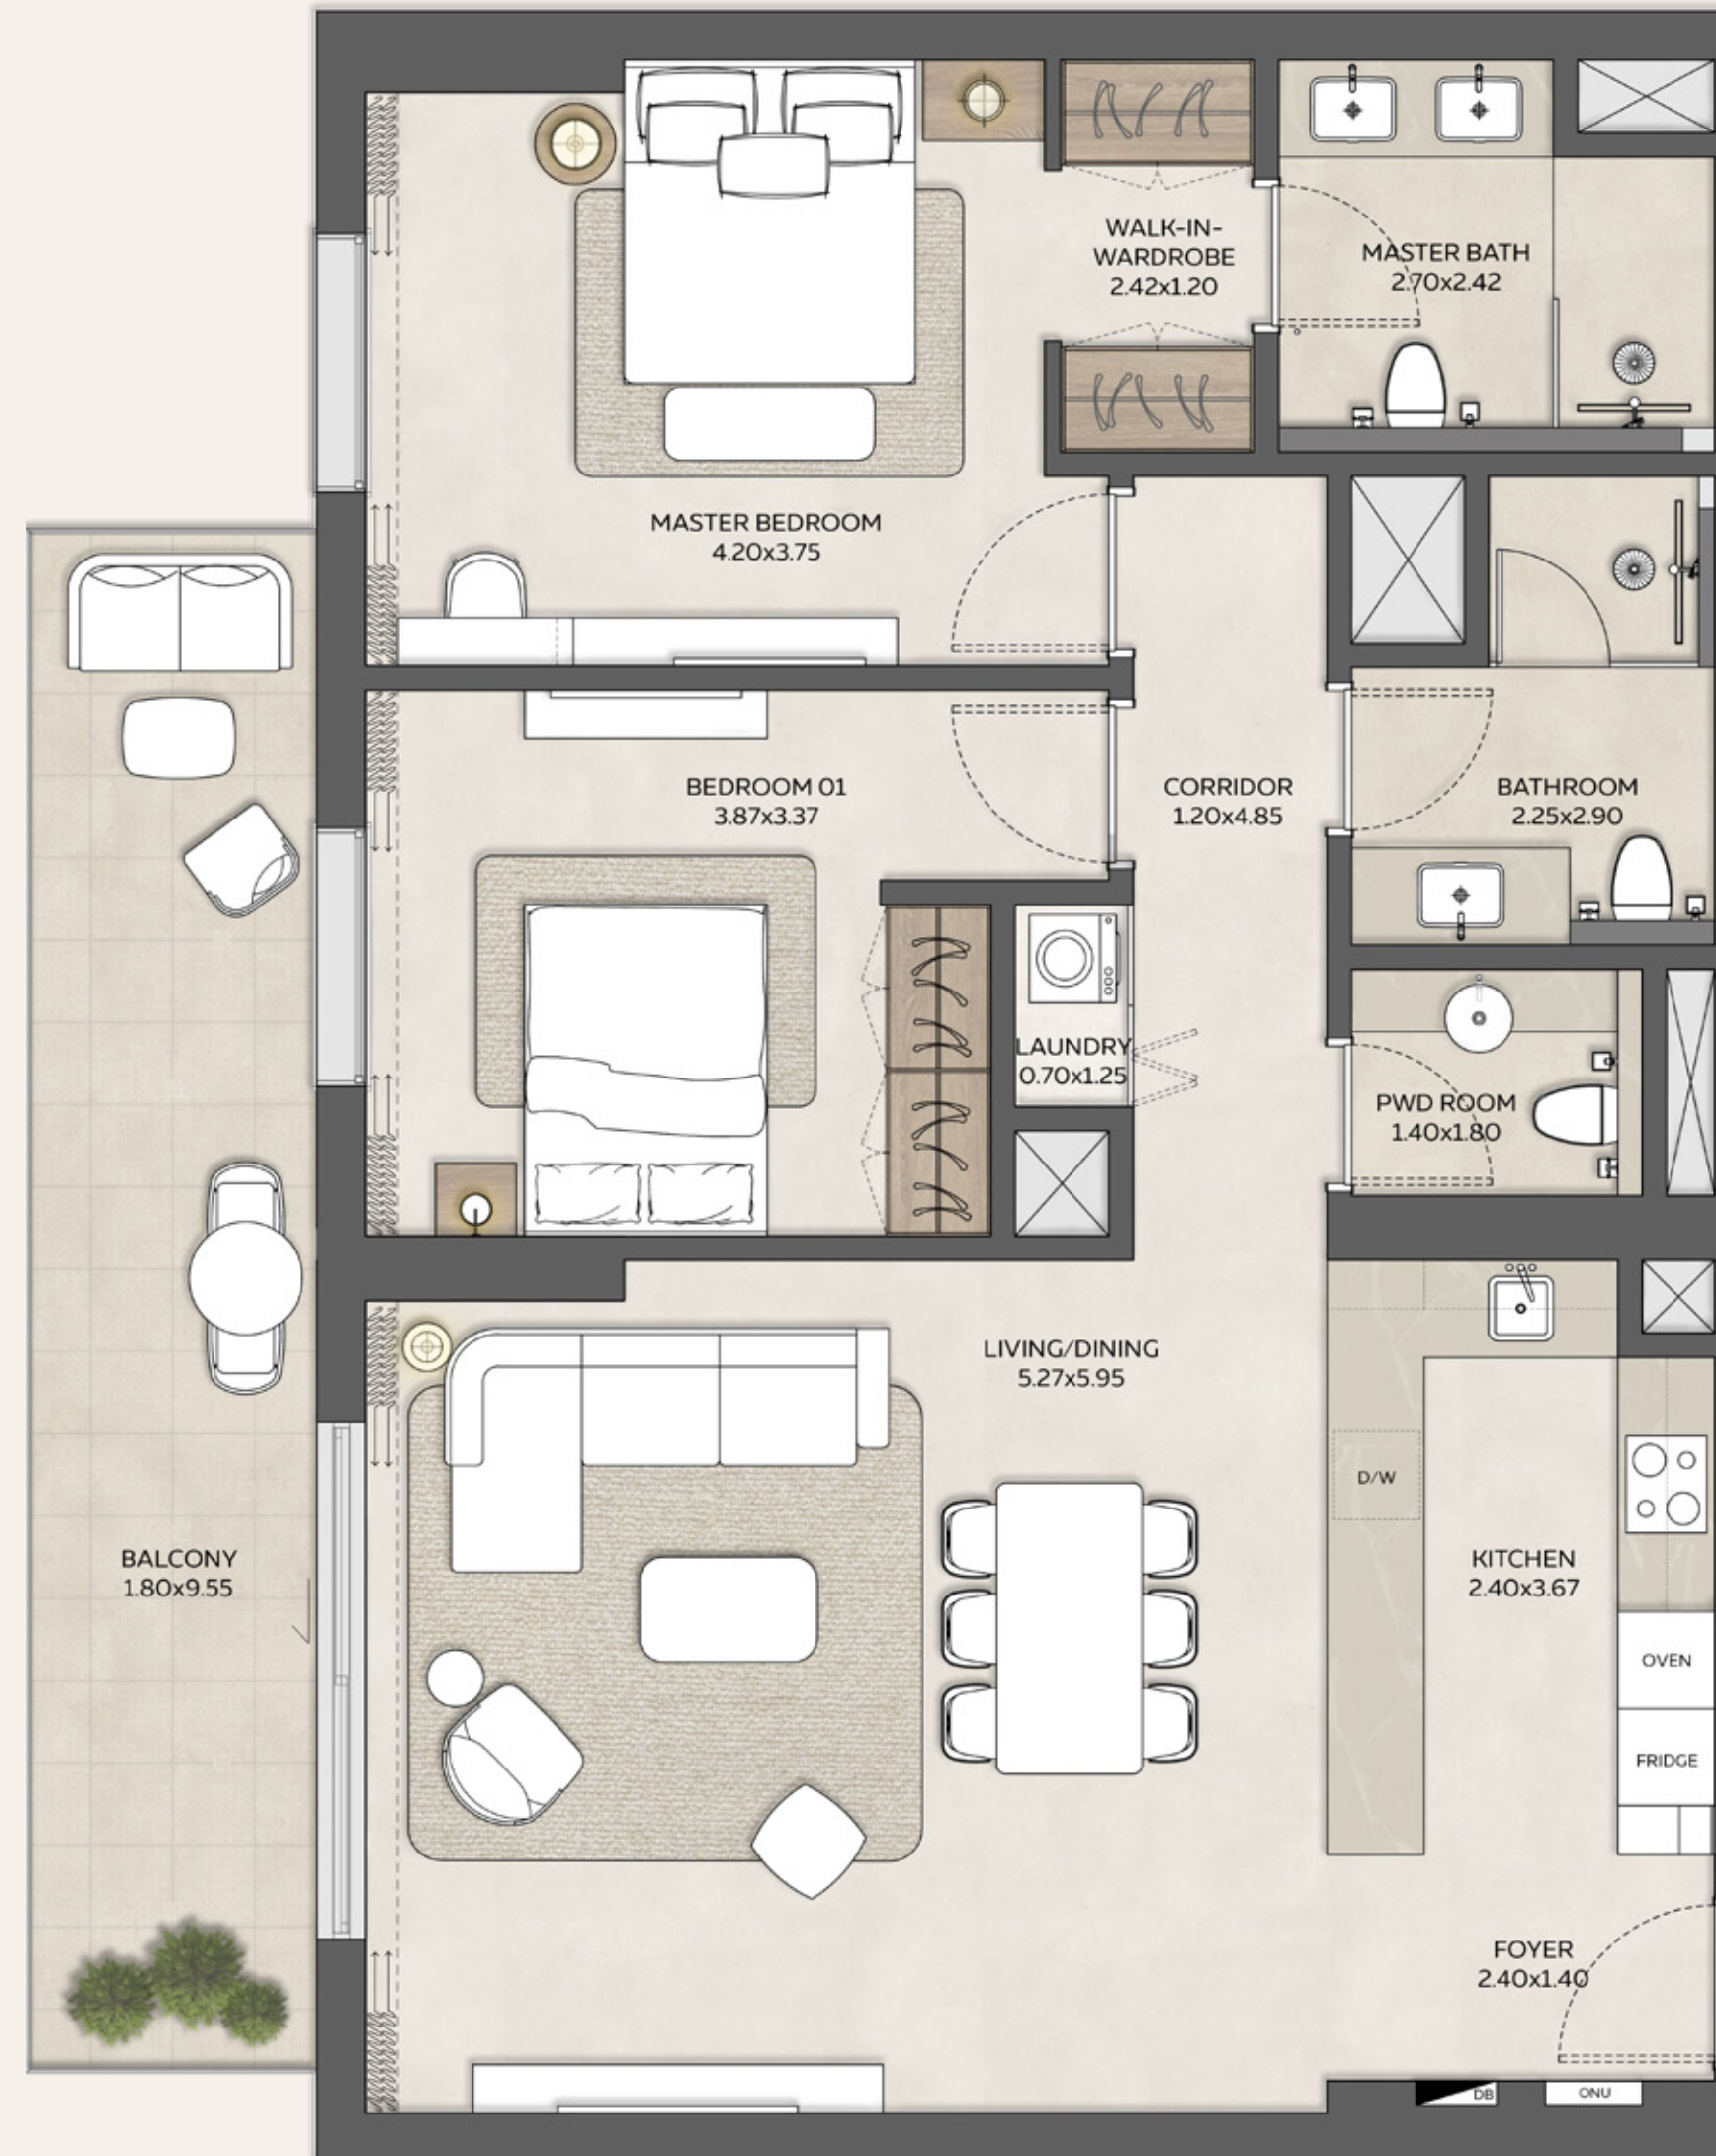 WALK-IN-
WARDROBE
2.42x1.20
MASTER BATH
2.70x2.42
MASTER BEDROOM
4.20x3.75
BEDROOM 01
3.87x3.37
CORRIDOR
1.20x4.85
BATHROOM
2.25x2.90
LAUNDRY
0.70x1.25
PWD ROOM
1.40x1.80
LIVING/DINING
5.27x5.95
D/W
BALCONY
1.80x9.55
KITCHEN
2.40x3.67
OVEN
FRIDGE
FOYER
2.40x1.40
DB
ONU